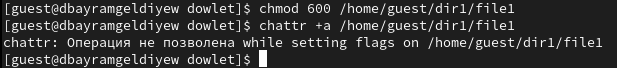 [guest@dbayramgeldiyew dowlet]$ chmod 600 /home/guest/dir1/file1
[guest@dbayramgeldiyew dowlet]$ chattr +a /home/guest/dir1/file1
chattr: Операция не позволена while setting flags on /home/guest/dir1/file1
[guest@dbayramgeldiyew dowlet]$